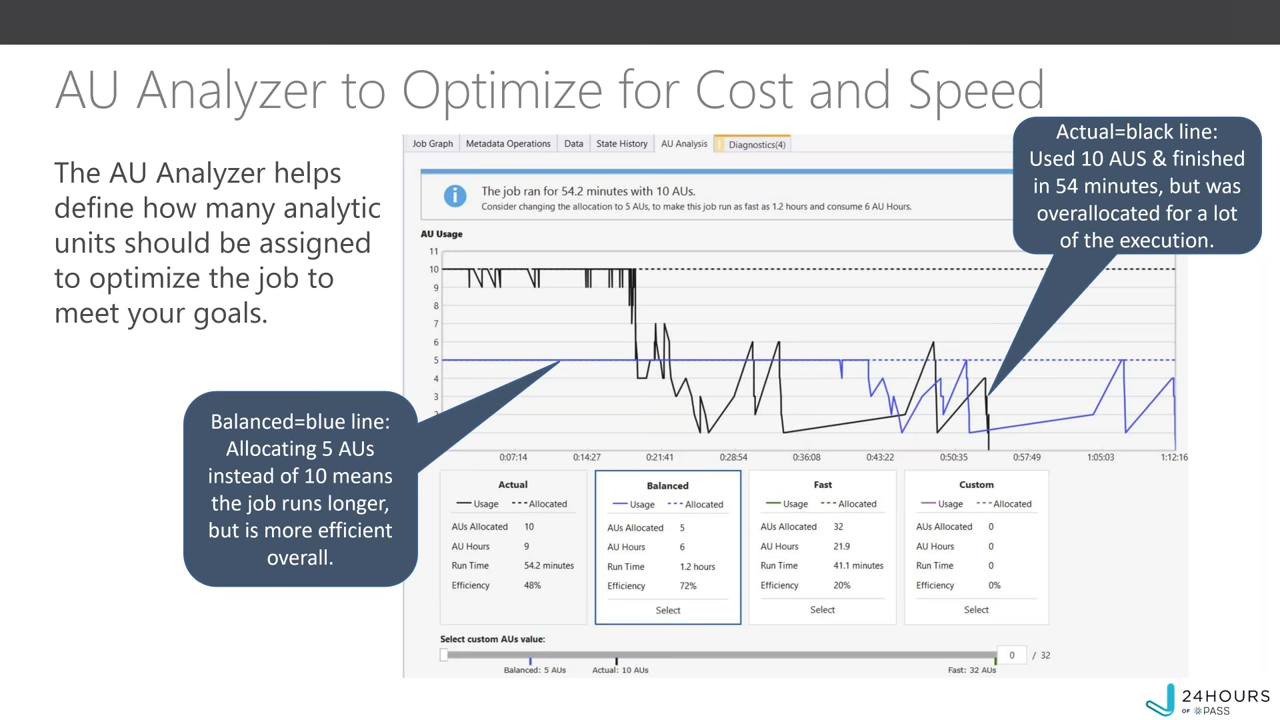 AU Analyzer to Optimize for Cost and Speed
The AU Analyzer helps
define how many analytic
units should be assigned
to optimize the job to
meet your goals.
Actual=black line:
Used 10 AUS & finished
in 54 minutes, but was
overallocated for a lot
of the execution.
Balanced=blue line:
Allocating 5 AUs
instead of 10 means
the job runs longer,
but is more efficient
overall.
Job Graph Metadata Operations Data State History AU Analysis Diagnostics(4)
The job ran for 54.2 minutes with 10 AUs.
Consider changing the allocation to 5 AUs, to make this job run as fast as 1.2 hours and consume 6 AU Hours.
AU Usage
11
10
9
8
7
6
5
4
3
2
0:07:14 0:14:27 0:21:41 0:28:54 0:36:08 0:43:22 0:50:35 0:57:49 1:05:03 1:12:16
Actual
Usage Allocated
AUs Allocated 10
AU Hours 9
Run Time 54.2 minutes
Efficiency 48%
Balanced
Usage Allocated
AUs Allocated 5
AU Hours 6
Run Time 1.2 hours
Efficiency 72%
Select
Fast
Usage Allocated
AUs Allocated 32
AU Hours 21.9
Run Time 41.1 minutes
Efficiency 20%
Select
Custom
Usage Allocated
AUs Allocated 0
AU Hours 0
Run Time 0
Efficiency 0%
Select
Select custom AUs value:
0 / 32
Balanced: 5 AUs Actual: 10 AUs Fast: 32 AUs
24HOURS
OF PASS